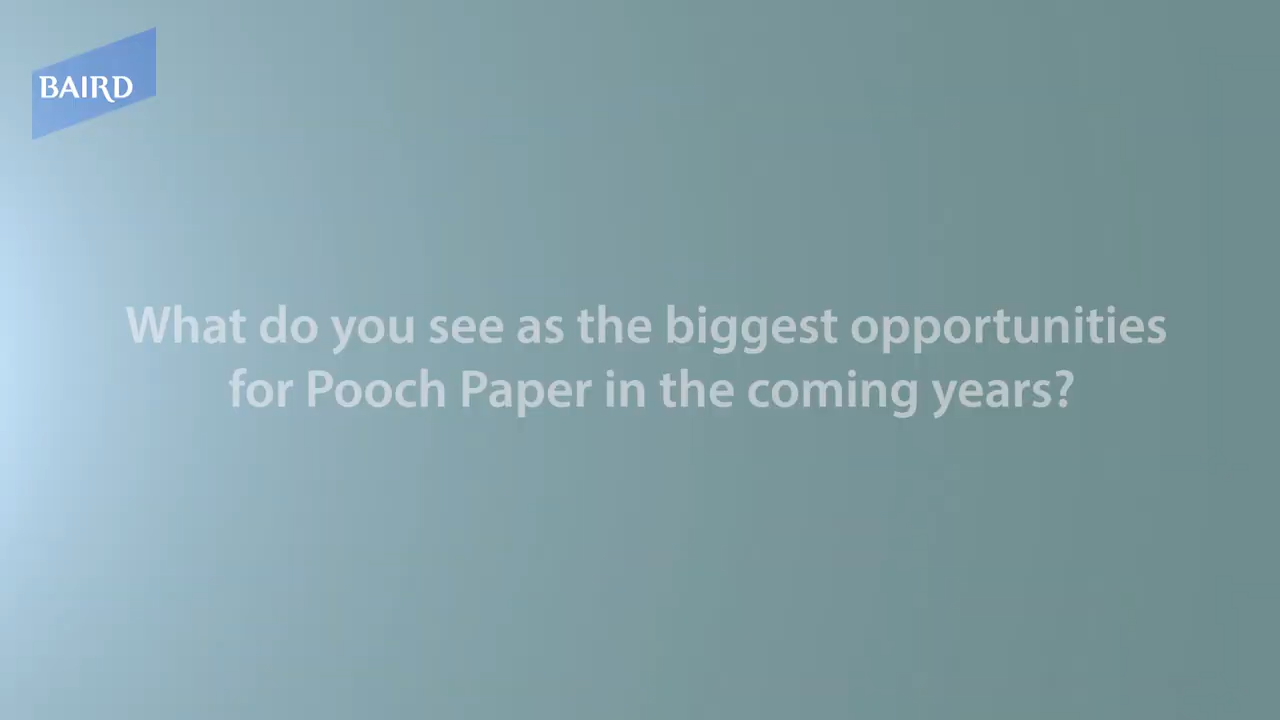 BAIRD
What do you see as the biggest opportunities
for Pooch Paper in the coming years?